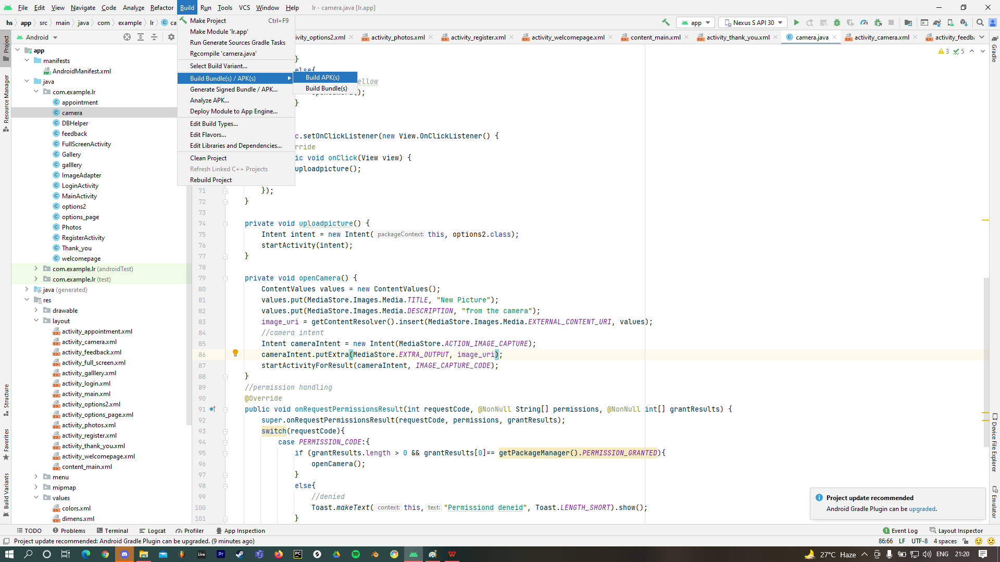 File Edit View Navigate Code Analyze Refactor Build Run Tools VCS Window Help lr - camera.java [lr.app]
hs app src main java com example lr ca
app Nexus S API 30
Android
activity_photos.xml activity_register.xml activity_welcomepage.xml content_main.xml activity_thank_you.xml camera.java activity_camera.xml
Make Project Ctrl+F9
Make Module 'lr.app'
Run Generate Sources Gradle Tasks
Recompile 'camera.java'
Select Build Variant...
Build Bundle(s) / APK(s)
Generate Signed Bundle / APK...
Analyze APK...
Deploy Module to App Engine...
Edit Build Types...
Edit Flavors...
Edit Libraries and Dependencies...
Clean Project
Refresh Linked C++ Projects
Rebuild Project
Build APK(s)
Build Bundle(s)
Project
Resource Manager
Structure
Favorites
Build Variants
app
manifests
AndroidManifest.xml
java
com.example.lr
appointment
camera
DBHelper
feedback
FullScreenActivity
Gallery
galllery
ImageAdapter
LoginActivity
MainActivity
options2
options_page
Photos
RegisterActivity
Thank_you
welcomepage
com.example.lr (androidTest)
com.example.lr (test)
java (generated)
res
drawable
layout
activity_appointment.xml
activity_camera.xml
activity_feedback.xml
activity_full_screen.xml
activity_galllery.xml
activity_login.xml
activity_main.xml
activity_options2.xml
activity_options_page.xml
activity_photos.xml
activity_register.xml
activity_thank_you.xml
activity_welcomepage.xml
content_main.xml
menu
mipmap
values
colors.xml
dimens.xml
3 5
}
else{
ellow
}
c.setOnClickListener(new View.OnClickListener() {
rride
ic void onClick(View view) {
uploadpicture();
71 });
72 }
73
74 private void uploadpicture() {
75 Intent intent = new Intent( packageContext: this, options2.class);
76 startActivity(intent);
77 }
78
79 private void openCamera() {
80 ContentValues values = new ContentValues();
81 values.put(MediaStore.Images.Media.TITLE, "New Picture");
82 values.put(MediaStore.Images.Media.DESCRIPTION, "from the camera");
83 image_uri = getContentResolver().insert(MediaStore.Images.Media.EXTERNAL_CONTENT_URI, values);
84 //camera intent
85 Intent cameraIntent = new Intent(MediaStore.ACTION_IMAGE_CAPTURE);
86 cameraIntent.putExtra(MediaStore.EXTRA_OUTPUT, image_uri);
87 startActivityForResult(cameraIntent, IMAGE_CAPTURE_CODE);
88 }
89 //permission handling
90 @Override
91 public void onRequestPermissionsResult(int requestCode, @NonNull String[] permissions, @NonNull int[] grantResults) {
92 super.onRequestPermissionsResult(requestCode, permissions, grantResults);
93 switch(requestCode){
94 case PERMISSION_CODE:{
95 if (grantResults.length > 0 && grantResults[0]== getPackageManager().PERMISSION_GRANTED){
96 openCamera();
97 }
98 else{
99 //denied
100 Toast.makeText( context: this, text: "Permissiond deneid", Toast.LENGTH_SHORT).show();
101 }
Gradle
Device File Explorer
Emulator
Project update recommended
Android Gradle Plugin can be upgraded.
TODO Problems Terminal Logcat Profiler App Inspection 1 Event Log Layout Inspector
Project update recommended: Android Gradle Plugin can be upgraded. (9 minutes ago) 86:66 LF UTF-8 4 spaces
Live Pr PC 27°C Haze ENG 21:20